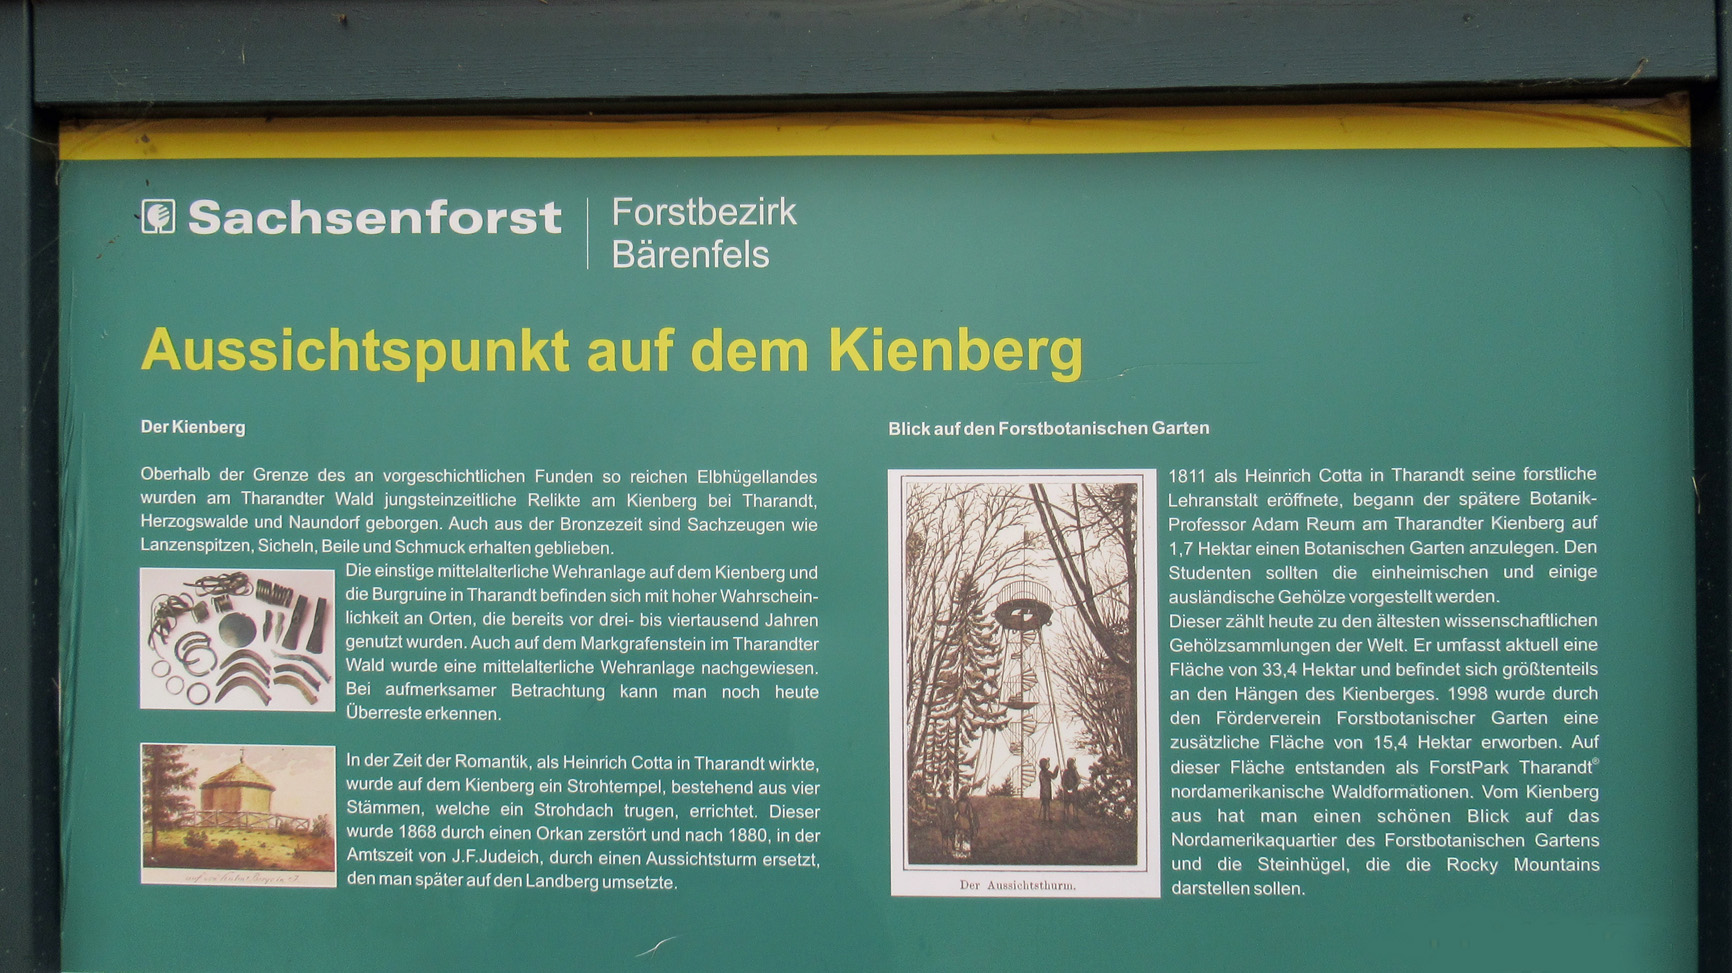 Sachsenforst
Forstbezirk
Bärenfels
Aussichtspunkt auf dem Kienberg
Der Kienberg
Oberhalb der Grenze des an vorgeschichtlichen Funden so reichen Elbhügellandes
wurden am Tharandter Wald jungsteinzeitliche Relikte am Kienberg bei Tharandt,
Herzogswalde und Naundorf geborgen. Auch aus der Bronzezeit sind Sachzeugen wie
Lanzenspitzen, Sicheln, Beile und Schmuck erhalten geblieben.
Die einstige mittelalterliche Wehranlage auf dem Kienberg und
die Burgruine in Tharandt befinden sich mit hoher Wahrschein-
lichkeit an Orten, die bereits vor drei- bis viertausend Jahren
genutzt wurden. Auch auf dem Markgrafenstein im Tharandter
Wald wurde eine mittelalterliche Wehranlage nachgewiesen.
Bei aufmerksamer Betrachtung kann man noch heute
Überreste erkennen.
In der Zeit der Romantik, als Heinrich Cotta in Tharandt wirkte,
wurde auf dem Kienberg ein Strohtempel, bestehend aus vier
Stämmen, welche ein Strohdach trugen, errichtet. Dieser
wurde 1868 durch einen Orkan zerstört und nach 1880, in der
Amtszeit von J.F.Judeich, durch einen Aussichtsturm ersetzt,
den man später auf den Landberg umsetzte.
Blick auf den Forstbotanischen Garten
Der Aussichtsthurm.
1811 als Heinrich Cotta in Tharandt seine forstliche
Lehranstalt eröffnete, begann der spätere Botanik-
Professor Adam Reum am Tharandter Kienberg auf
1,7 Hektar einen Botanischen Garten anzulegen. Den
Studenten sollten die einheimischen und einige
ausländische Gehölze vorgestellt werden.
Dieser zählt heute zu den ältesten wissenschaftlichen
Gehölzsammlungen der Welt. Er umfasst aktuell eine
Fläche von 33,4 Hektar und befindet sich größtenteils
an den Hängen des Kienberges. 1998 wurde durch
den Förderverein Forstbotanischer Garten eine
zusätzliche Fläche von 15,4 Hektar erworben. Auf
dieser Fläche entstanden als ForstPark Tharandt®
nordamerikanische Waldformationen. Vom Kienberg
aus hat man einen schönen Blick auf das
Nordamerikaquartier des Forstbotanischen Gartens
und die Steinhügel, die die Rocky Mountains
darstellen sollen.